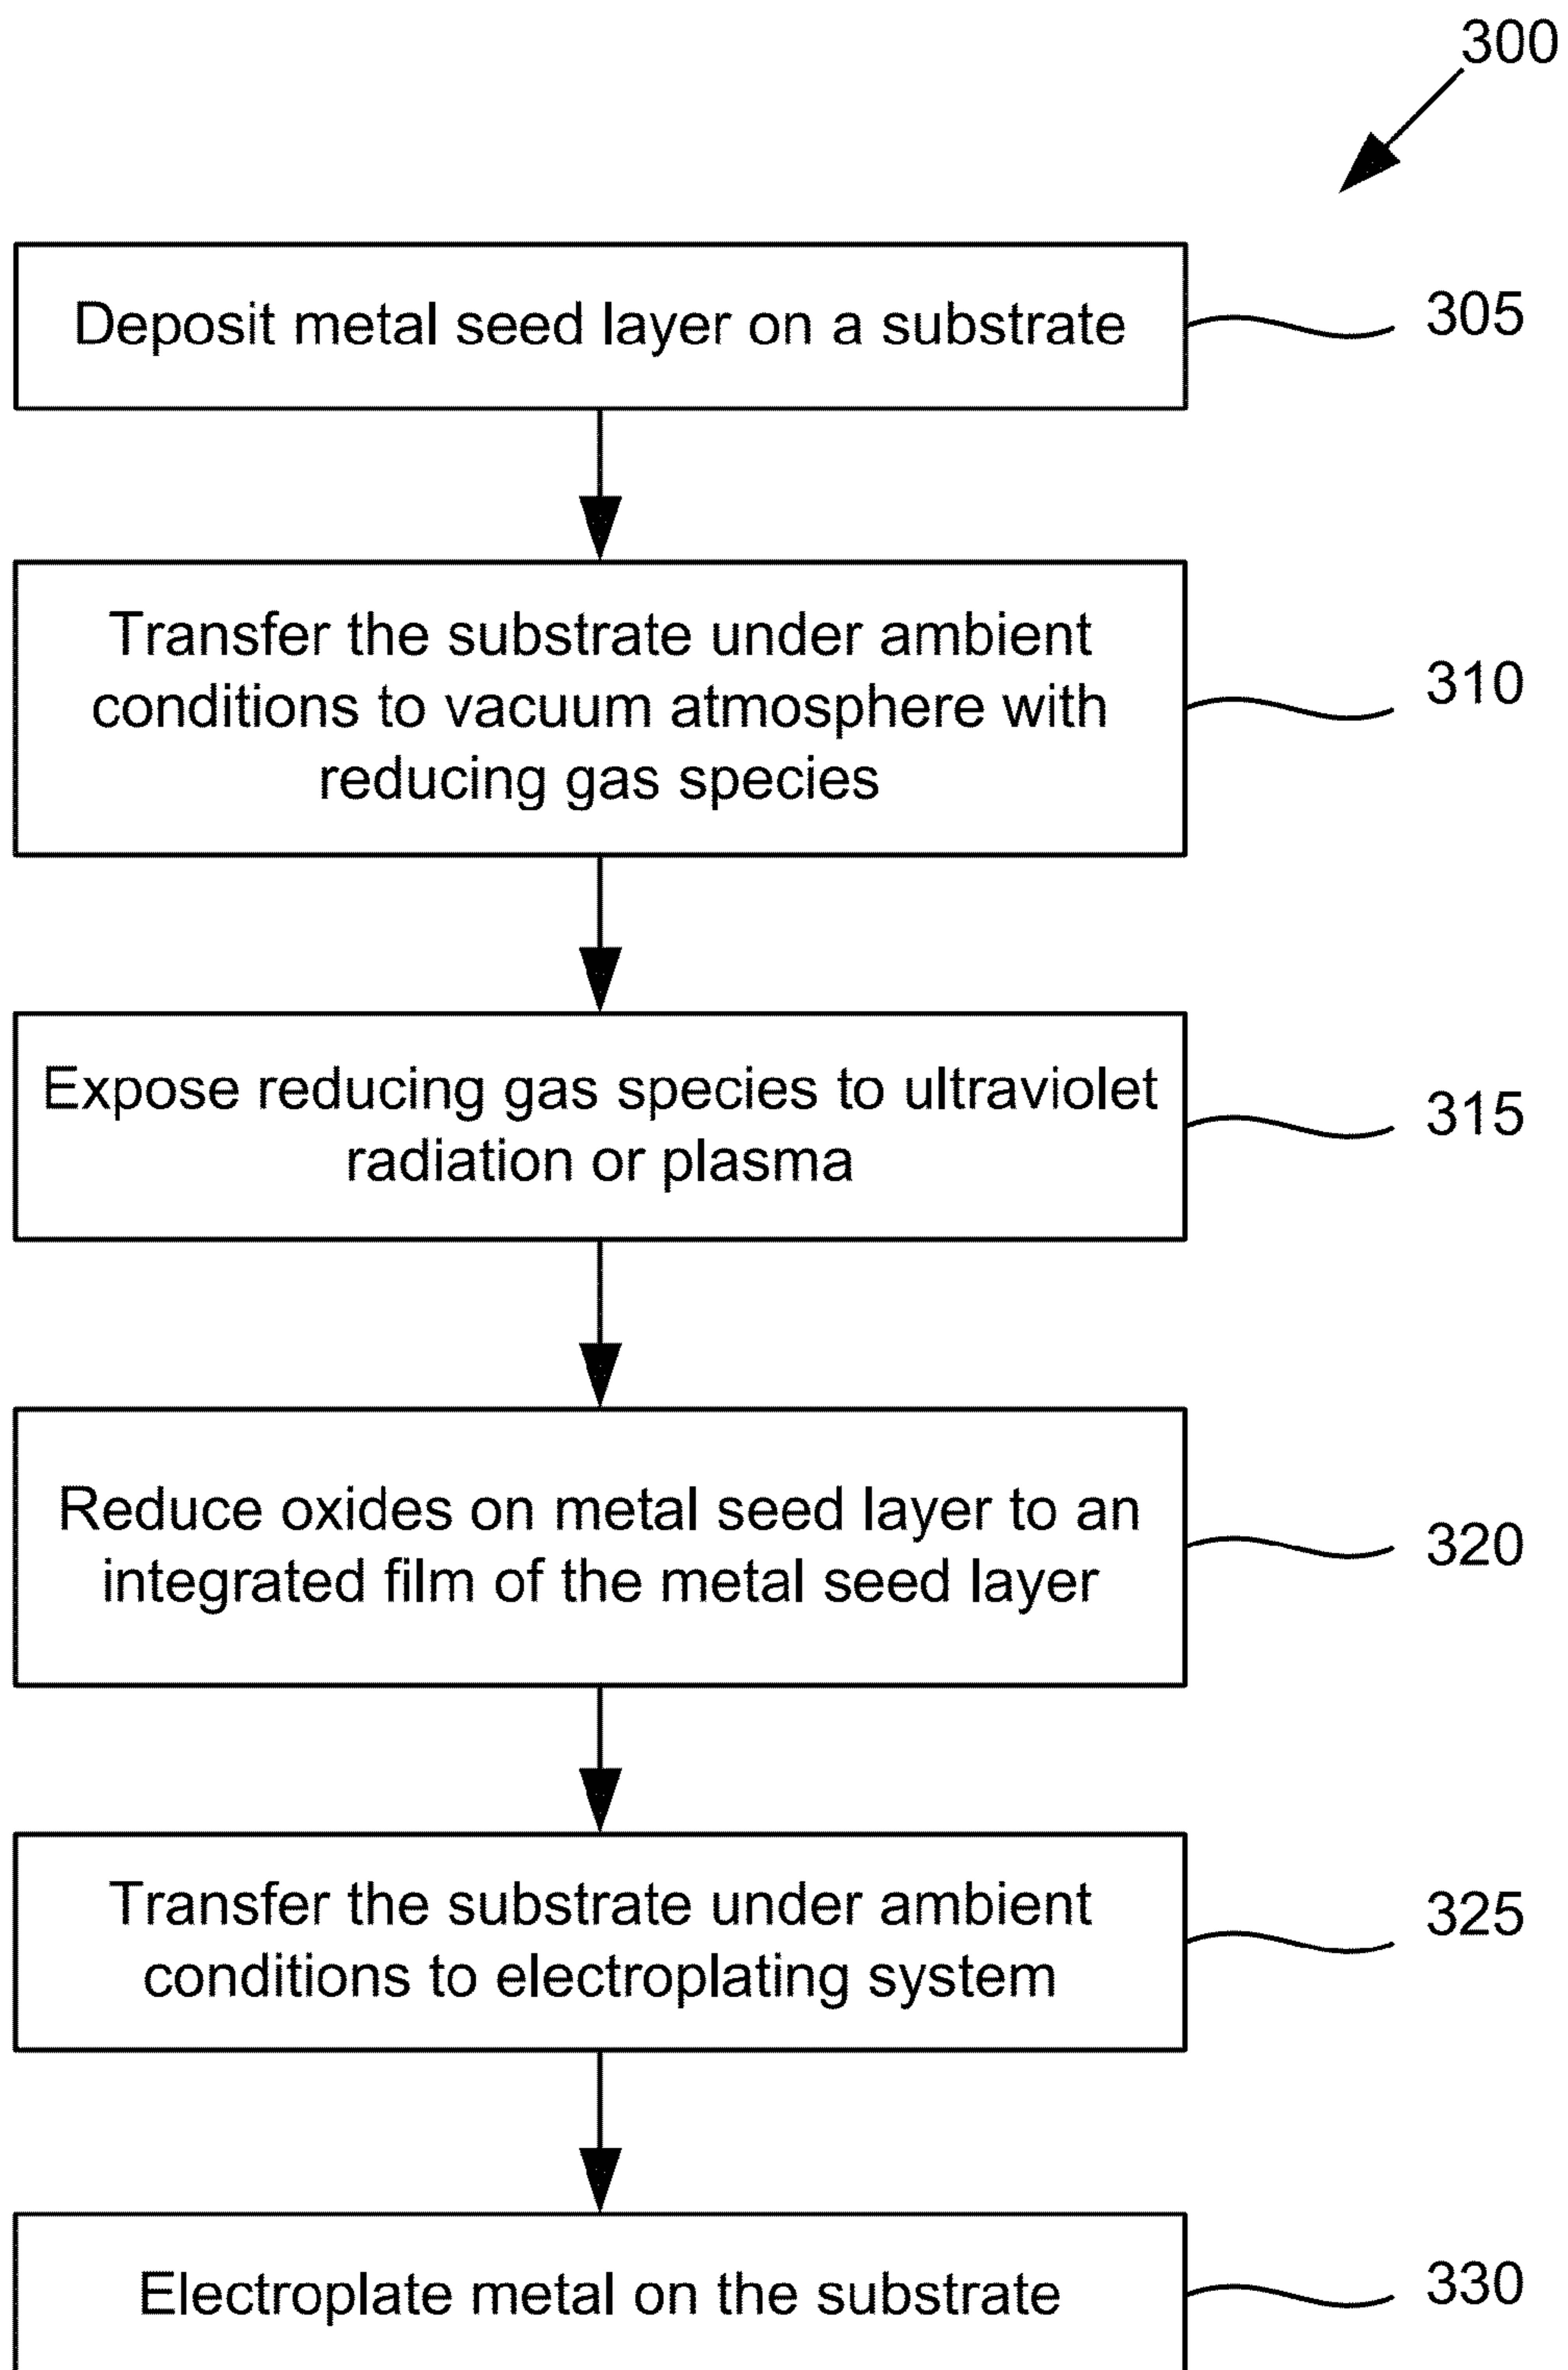 300
Deposit metal seed layer on a substrate
305
Transfer the substrate under ambient
conditions to vacuum atmosphere with
reducing gas species
310
Expose reducing gas species to ultraviolet
radiation or plasma
315
Reduce oxides on metal seed layer to an
integrated film of the metal seed layer
320
Transfer the substrate under ambient
conditions to electroplating system
325
Electroplate metal on the substrate
330